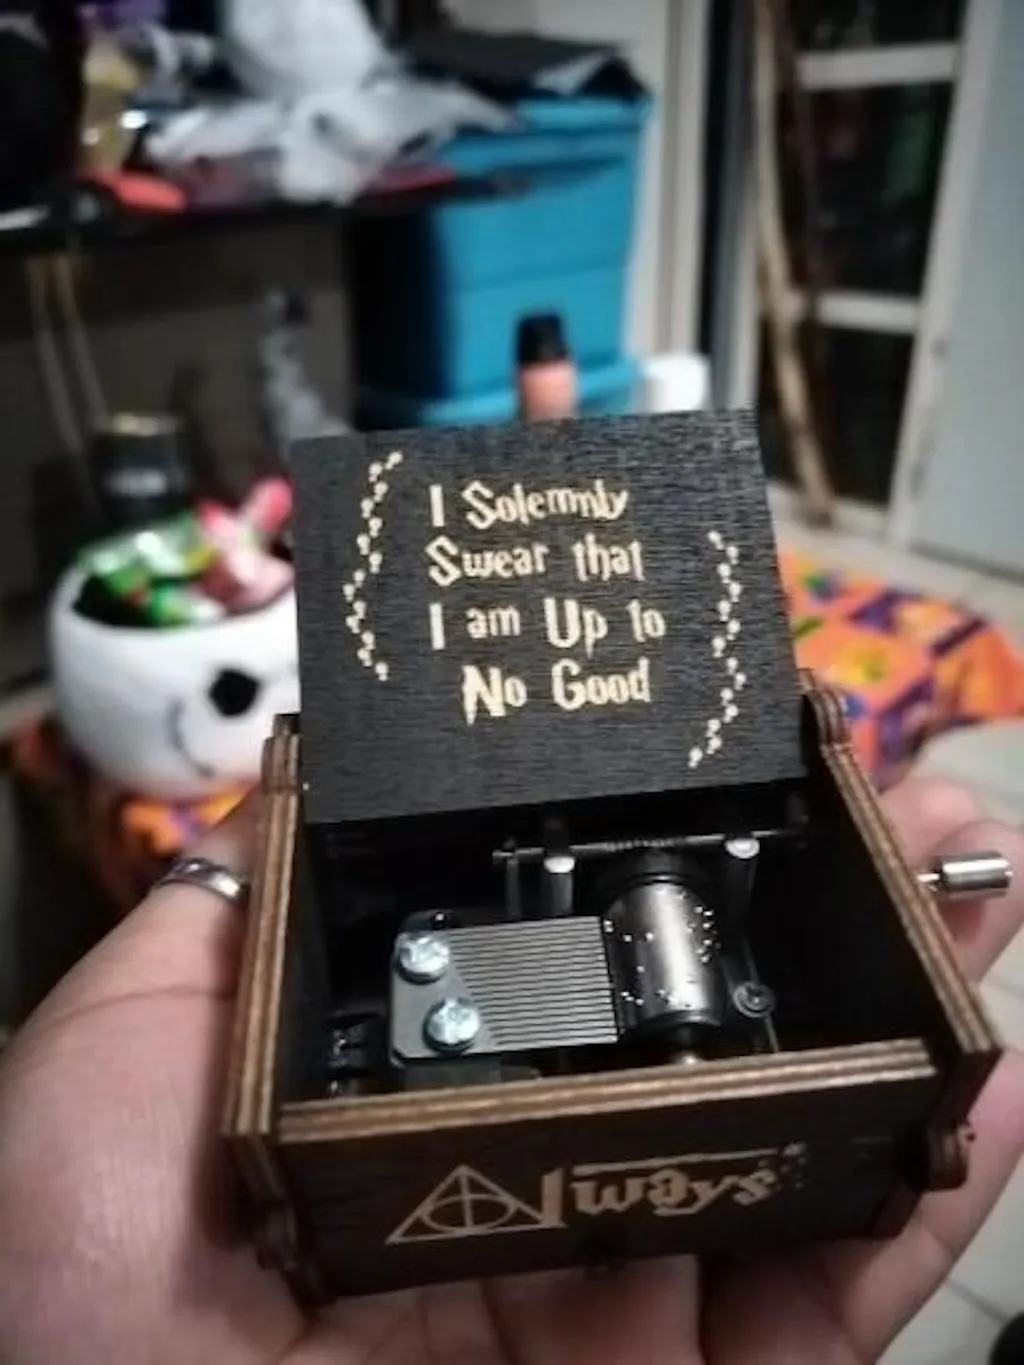 I Solemnly
Swear that
I am Up to
No Good
Always